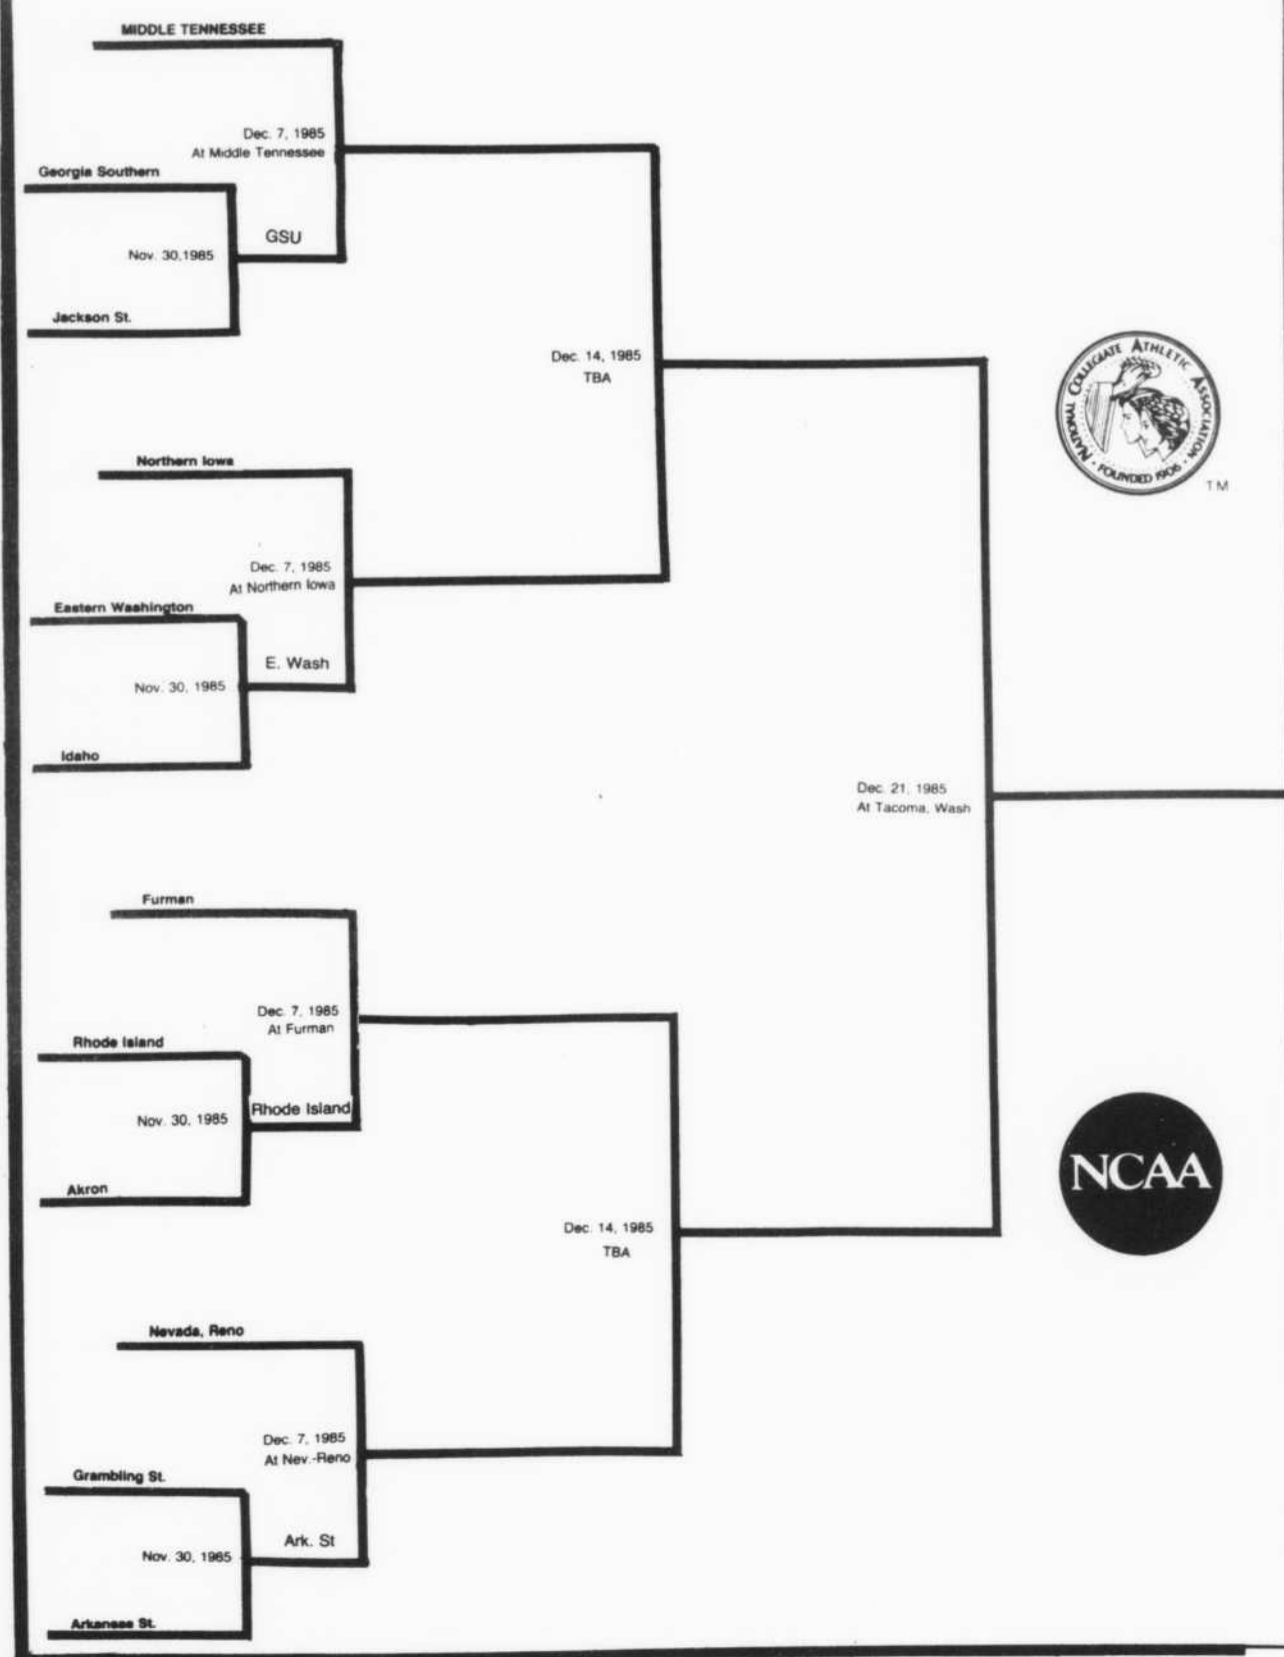 MIDDLE TENNESSEE
Dec. 7, 1985
At Middle Tennessee
Georgia Southern
GSU
Nov. 30,1985
Jackson St.
Dec. 14, 1985
TBA
NATIONAL COLLEGIATE ATHLETIC ASSOCIATION
· FOUNDED 1906 ·
TM
Northern Iowa
Dec. 7, 1985
At Northern Iowa
Eastern Washington
E. Wash
Nov. 30, 1985
Idaho
Dec. 21, 1985
At Tacoma, Wash
Furman
Dec. 7, 1985
At Furman
Rhode Island
Rhode Island
Nov. 30, 1985
Akron
NCAA
Dec. 14, 1985
TBA
Nevada, Reno
Dec. 7, 1985
At Nev.-Reno
Grambling St.
Ark. St
Nov. 30, 1985
Arkansas St.